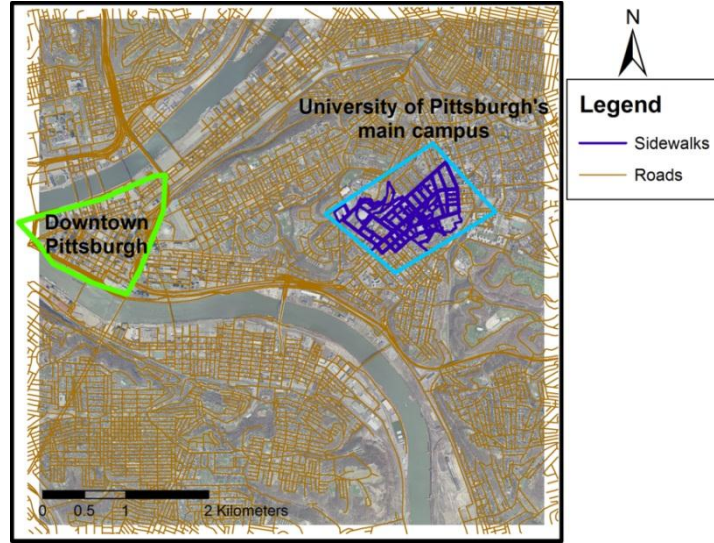 N
University of Pittsburgh's
main campus
Legend
Sidewalks
Roads
Downtown
Pittsburgh
0 0.5 1 2 Kilometers